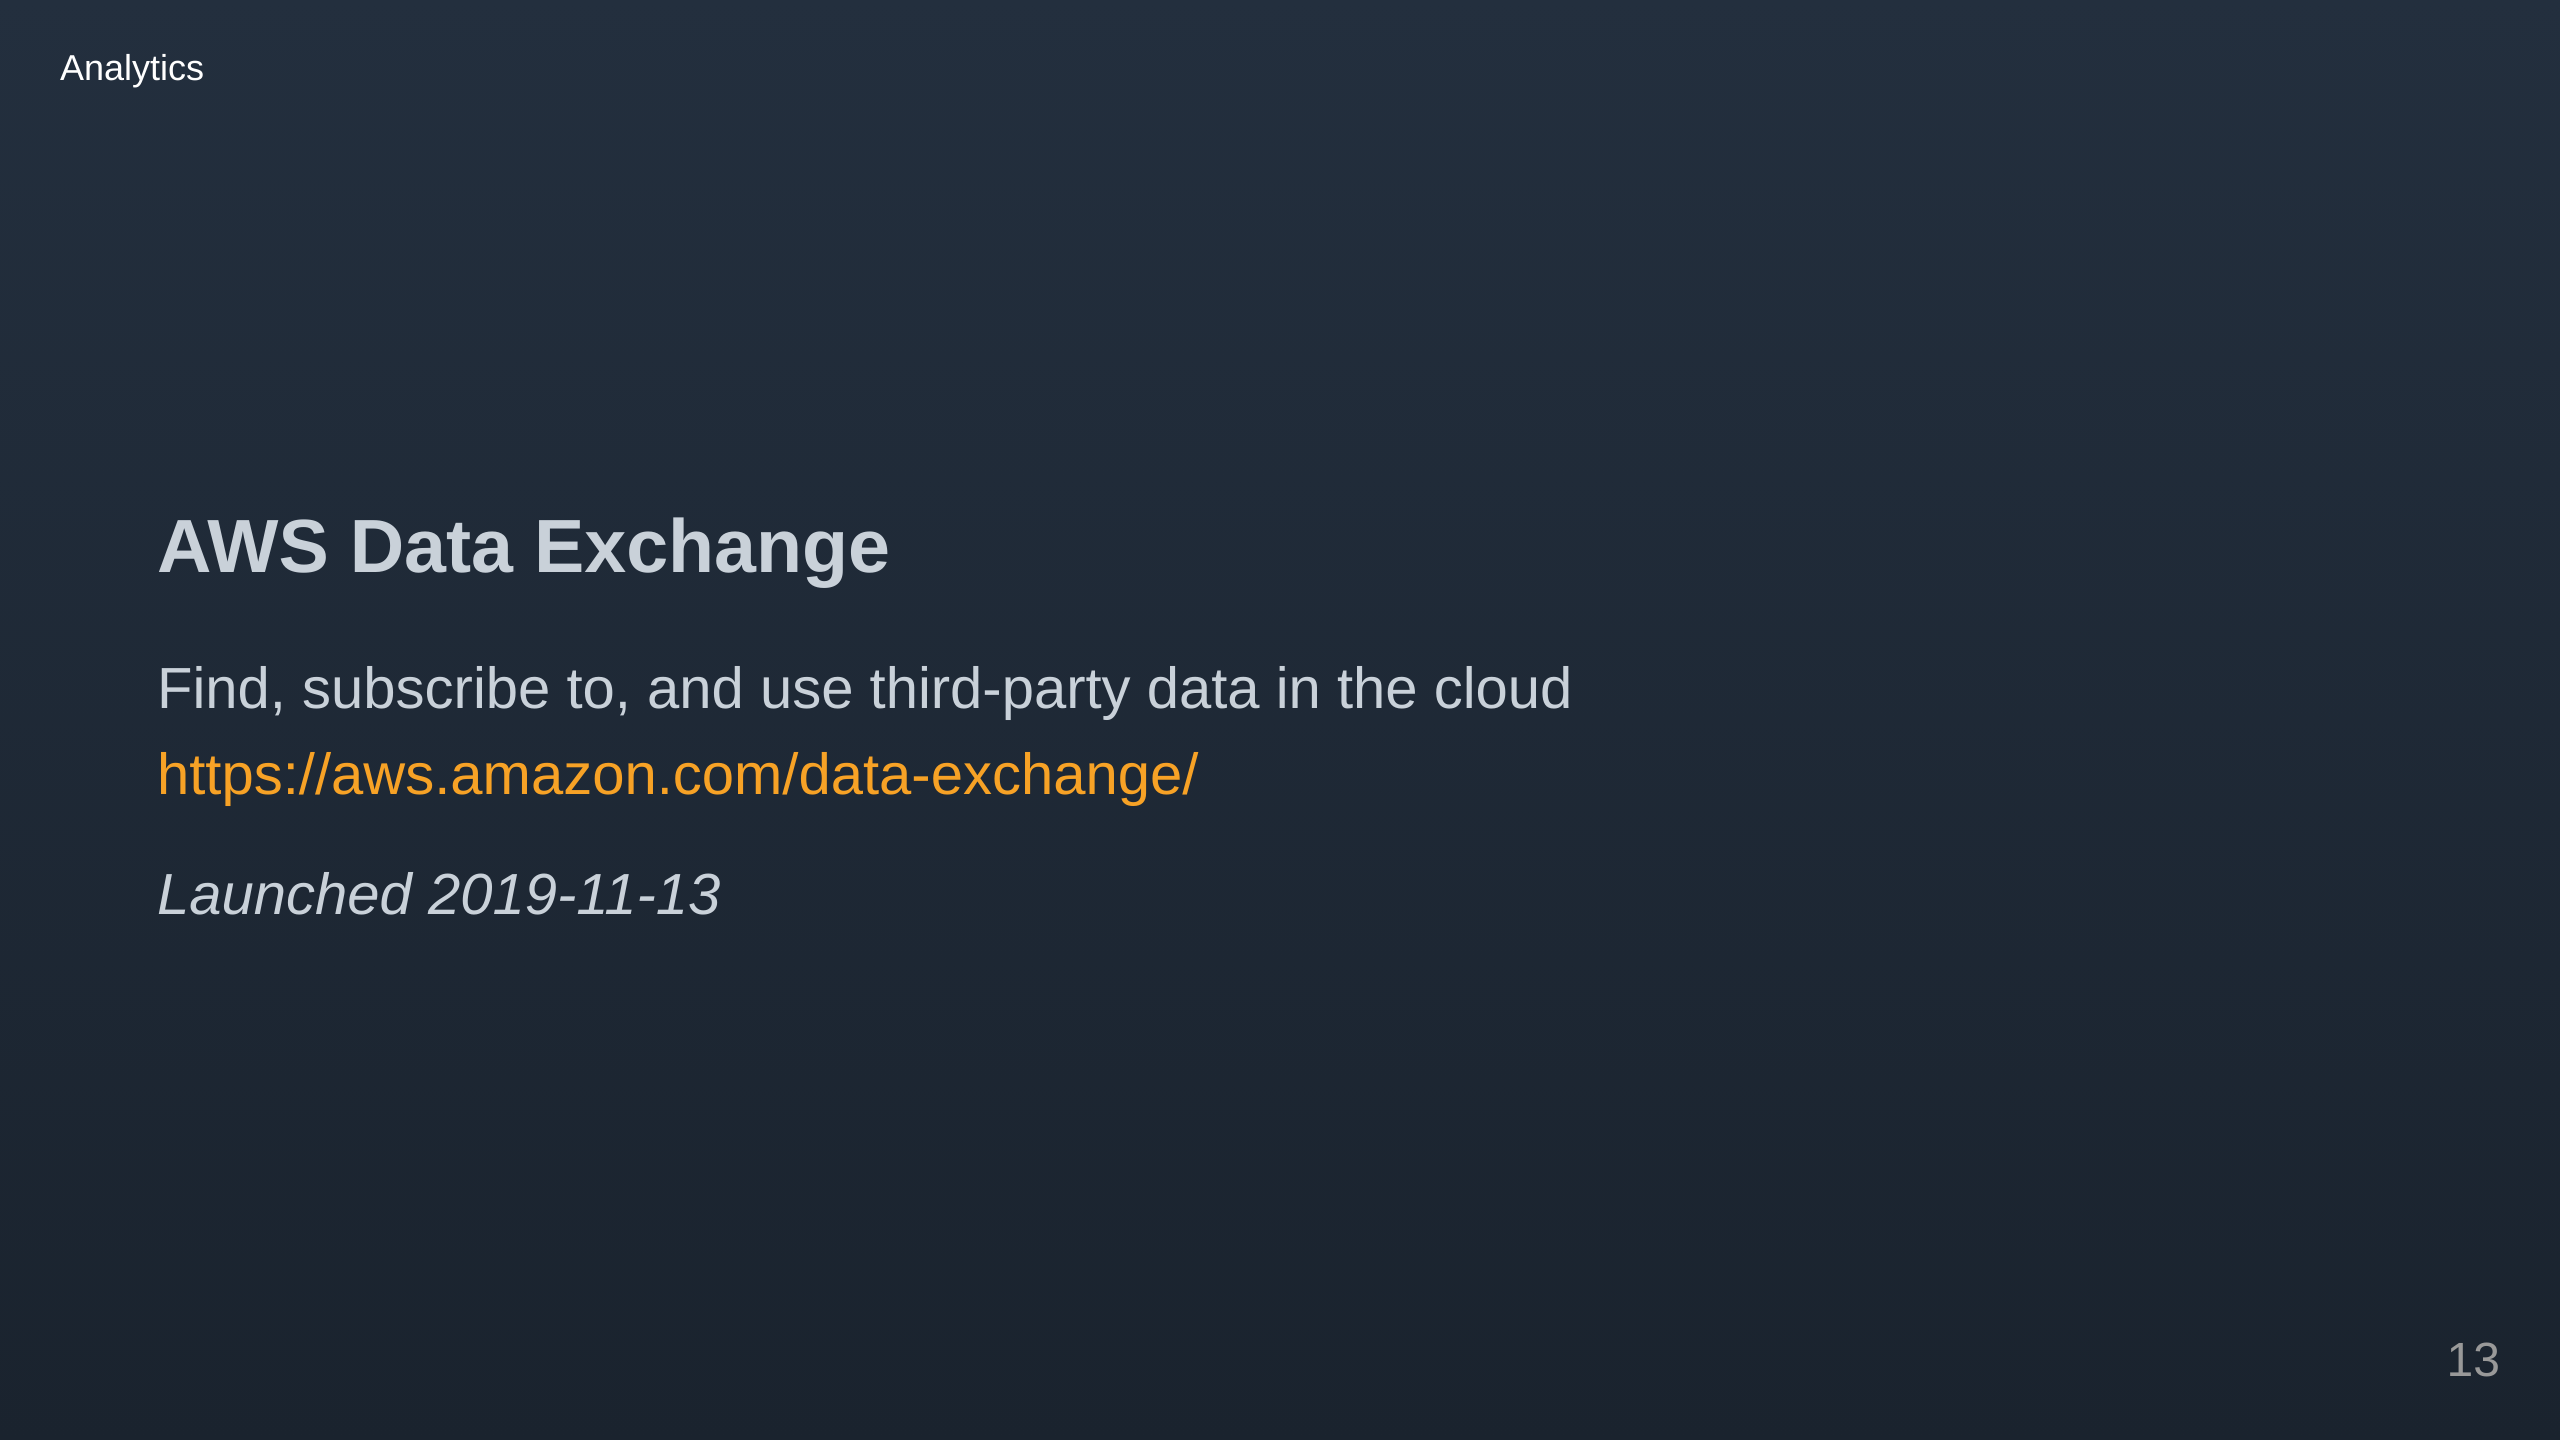 Analytics
AWS Data Exchange
Find, subscribe to, and use third-party data in the cloud
https://aws.amazon.com/data-exchange/
Launched 2019-11-13
13